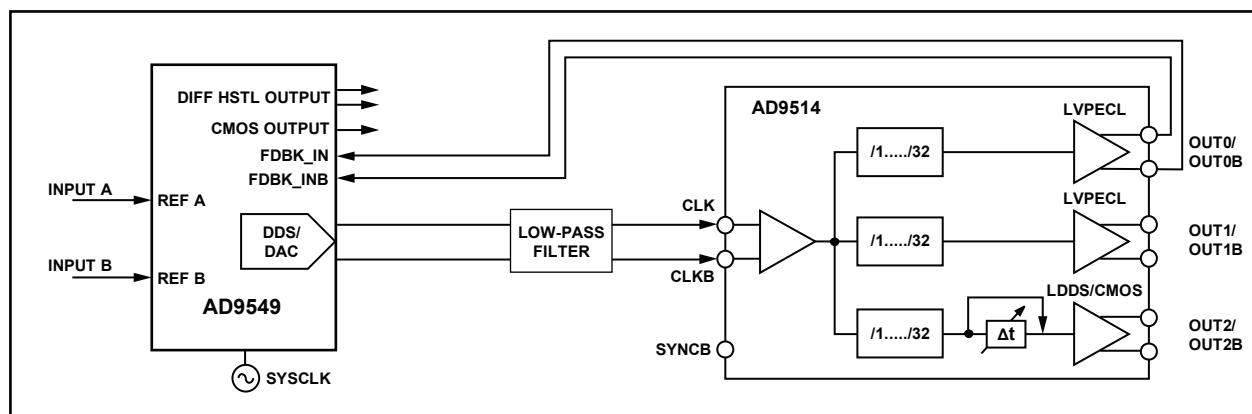 DIFF HSTL OUTPUT
CMOS OUTPUT
FDBK_IN
FDBK_INB
INPUT A
REF A
DDS/
DAC
INPUT B
REF B
AD9549
SYSCLK
LOW-PASS
FILTER
CLK
CLKB
SYNCB
AD9514
LVPECL
/1...../32
OUT0/
OUT0B
LVPECL
/1...../32
OUT1/
OUT1B
LDDS/CMOS
/1...../32
Δt
OUT2/
OUT2B